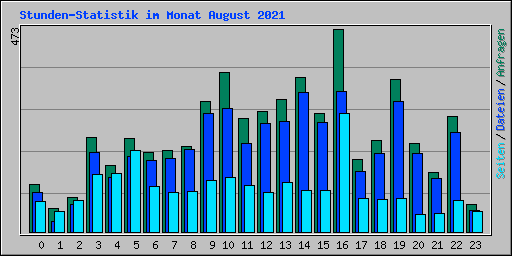 Stunden-Statistik im Monat August 2021
473
Seiten / Dateien / Anfragen
0 1 2 3 4 5 6 7 8 9 10 11 12 13 14 15 16 17 18 19 20 21 22 23